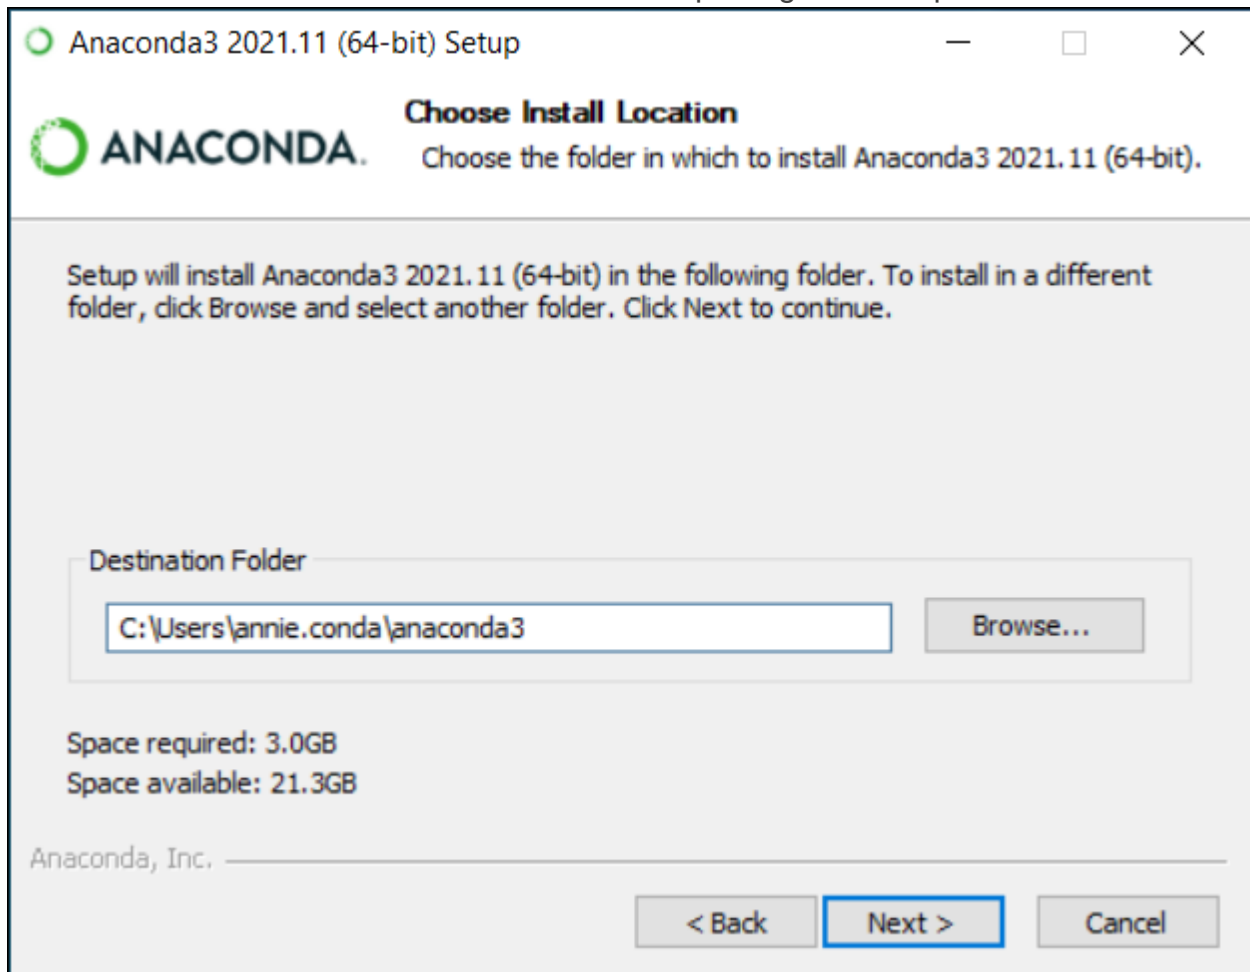 Anaconda3 2021.11 (64-bit) Setup
ANACONDA.
Choose Install Location
Choose the folder in which to install Anaconda3 2021.11 (64-bit).
Setup will install Anaconda3 2021.11 (64-bit) in the following folder. To install in a different
folder, click Browse and select another folder. Click Next to continue.
Destination Folder
C:\Users\annie.conda\anaconda3
Browse...
Space required: 3.0GB
Space available: 21.3GB
Anaconda, Inc.
< Back
Next >
Cancel